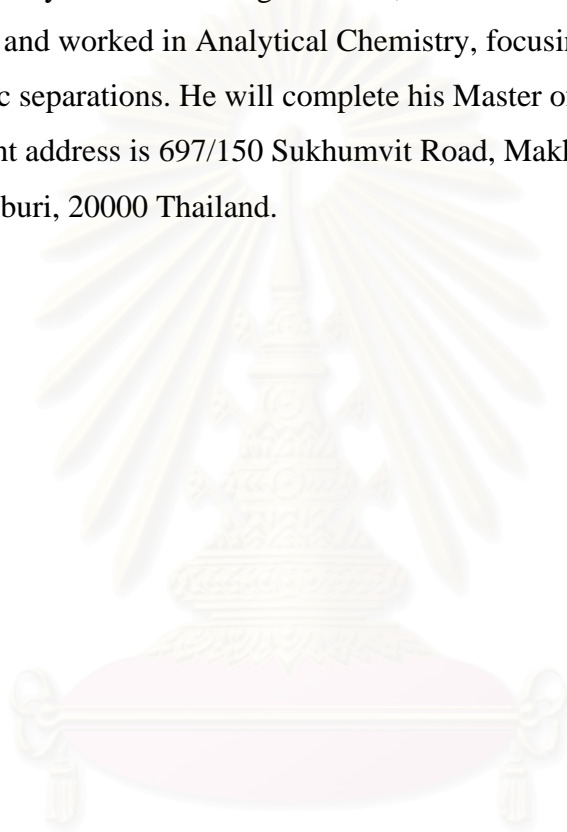 and worked in Analytical Chemistry, focusin
c separations. He will complete his Master o
nt address is 697/150 Sukhumvit Road, Makh
buri, 20000 Thailand.